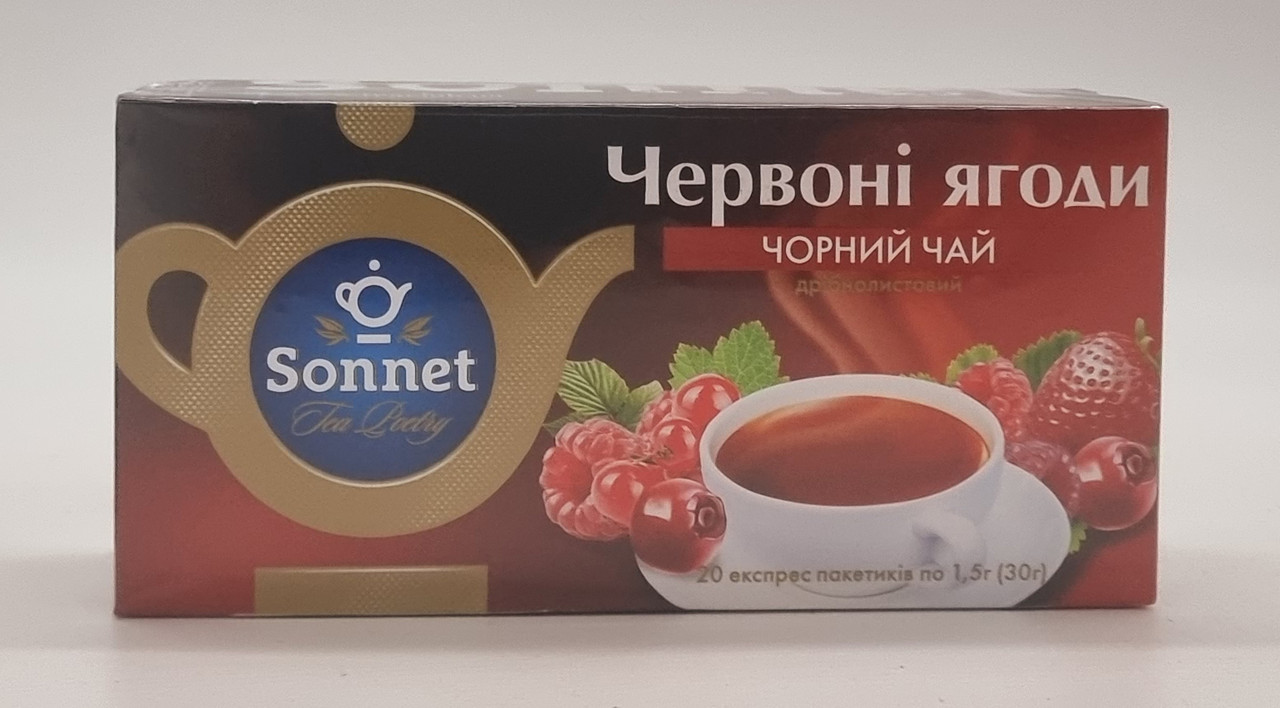 Sonnet
Tea Poetry
Червоні ягоди
ЧОРНИЙ ЧАЙ
дрібнолистовий
20 експрес пакетиків по 1,5г (30г)